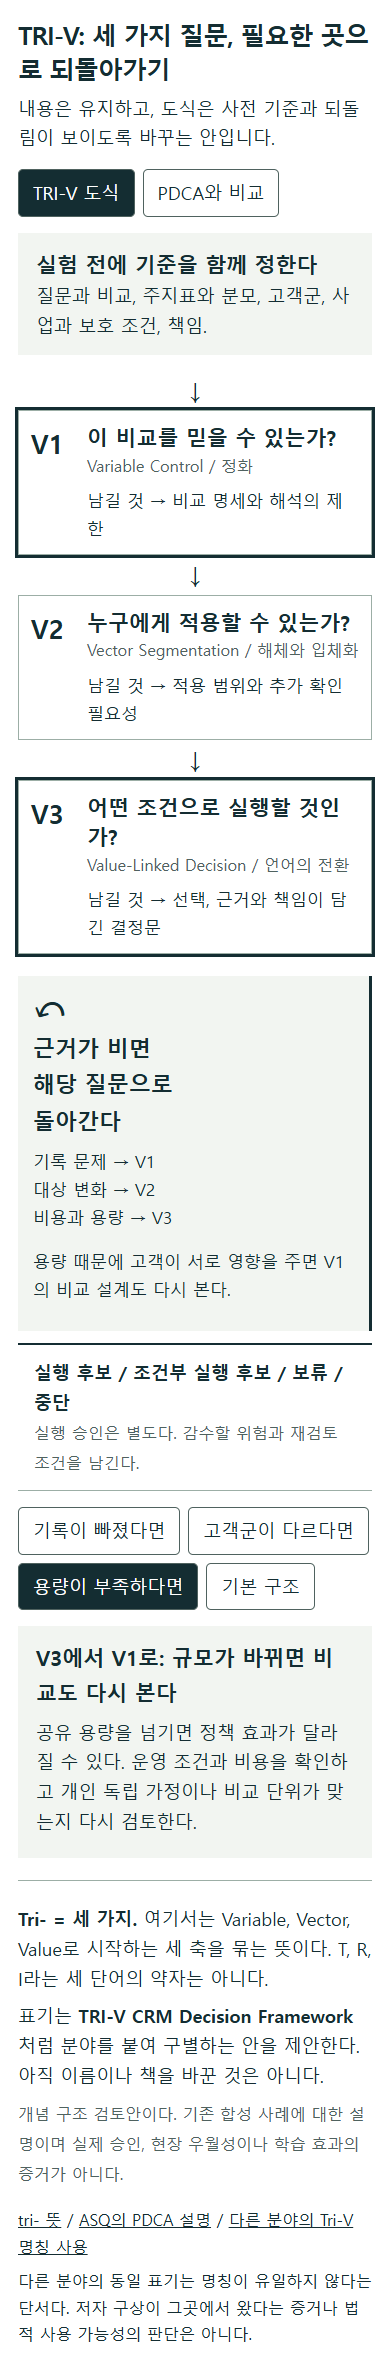 TRI-V: 세 가지 질문, 필요한 곳으
로 되돌아가기
내용은 유지하고, 도식은 사전 기준과 되돌
림이 보이도록 바꾸는 안입니다.
TRI-V 도식
PDCA와 비교
실험 전에 기준을 함께 정한다
질문과 비교, 주지표와 분모, 고객군, 사
업과 보호 조건, 책임.
↓
V1
이 비교를 믿을 수 있는가?
Variable Control / 정화
남길 것 → 비교 명세와 해석의 제
한
↓
V2
누구에게 적용할 수 있는가?
Vector Segmentation / 해체와 입체화
남길 것 → 적용 범위와 추가 확인
필요성
↓
V3
어떤 조건으로 실행할 것인
가?
Value-Linked Decision / 언어의 전환
남길 것 → 선택, 근거와 책임이 담
긴 결정문
↶
근거가 비면
해당 질문으로
돌아간다
기록 문제 → V1
대상 변화 → V2
비용과 용량 → V3
용량 때문에 고객이 서로 영향을 주면 V1
의 비교 설계도 다시 본다.
실행 후보 / 조건부 실행 후보 / 보류 /
중단
실행 승인은 별도다. 감수할 위험과 재검토
조건을 남긴다.
기록이 빠졌다면
고객군이 다르다면
용량이 부족하다면
기본 구조
V3에서 V1로: 규모가 바뀌면 비
교도 다시 본다
공유 용량을 넘기면 정책 효과가 달라
질 수 있다. 운영 조건과 비용을 확인하
고 개인 독립 가정이나 비교 단위가 맞
는지 다시 검토한다.
Tri- = 세 가지. 여기서는 Variable, Vector,
Value로 시작하는 세 축을 묶는 뜻이다. T, R,
I라는 세 단어의 약자는 아니다.
표기는 TRI-V CRM Decision Framework
처럼 분야를 붙여 구별하는 안을 제안한다.
아직 이름이나 책을 바꾼 것은 아니다.
개념 구조 검토안이다. 기존 합성 사례에 대한 설
명이며 실제 승인, 현장 우월성이나 학습 효과의
증거가 아니다.
tri- 뜻 / ASQ의 PDCA 설명 / 다른 분야의 Tri-V
명칭 사용
다른 분야의 동일 표기는 명칭이 유일하지 않다는
단서다. 저자 구상이 그곳에서 왔다는 증거나 법
적 사용 가능성의 판단은 아니다.